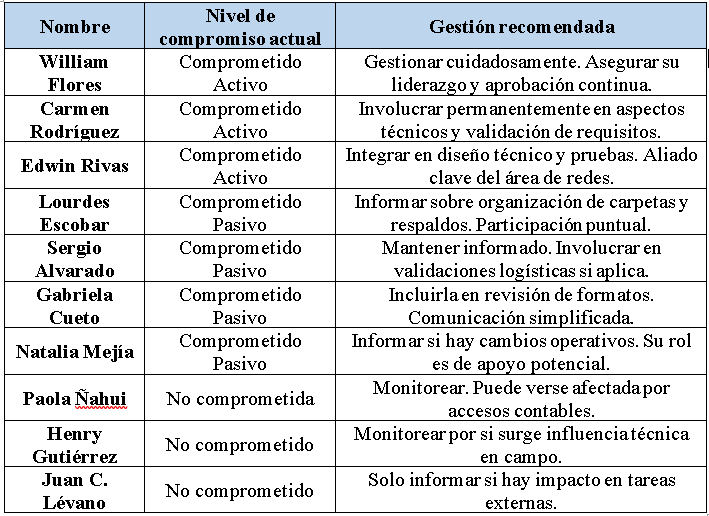 Nombre
Nivel de
compromiso actual
Gestión recomendada
William
Flores
Comprometido
Activo
Gestionar cuidadosamente. Asegurar su
liderazgo y aprobación continua.
Carmen
Rodríguez
Comprometido
Activo
Involucrar permanentemente en aspectos
técnicos y validación de requisitos.
Edwin Rivas
Comprometido
Activo
Integrar en diseño técnico y pruebas. Aliado
clave del área de redes.
Lourdes
Escobar
Comprometido
Pasivo
Informar sobre organización de carpetas y
respaldos. Participación puntual.
Sergio
Alvarado
Comprometido
Pasivo
Mantener informado. Involucrar en
validaciones logísticas si aplica.
Gabriela
Cueto
Comprometido
Pasivo
Incluirla en revisión de formatos.
Comunicación simplificada.
Natalia Mejía
Comprometido
Pasivo
Informar si hay cambios operativos. Su rol
es de apoyo potencial.
Paola Ñahui
No comprometida
Monitorear. Puede verse afectada por
accesos contables.
Henry
Gutiérrez
No comprometido
Monitorear por si surge influencia técnica
en campo.
Juan C.
Lévano
No comprometido
Solo informar si hay impacto en tareas
externas.